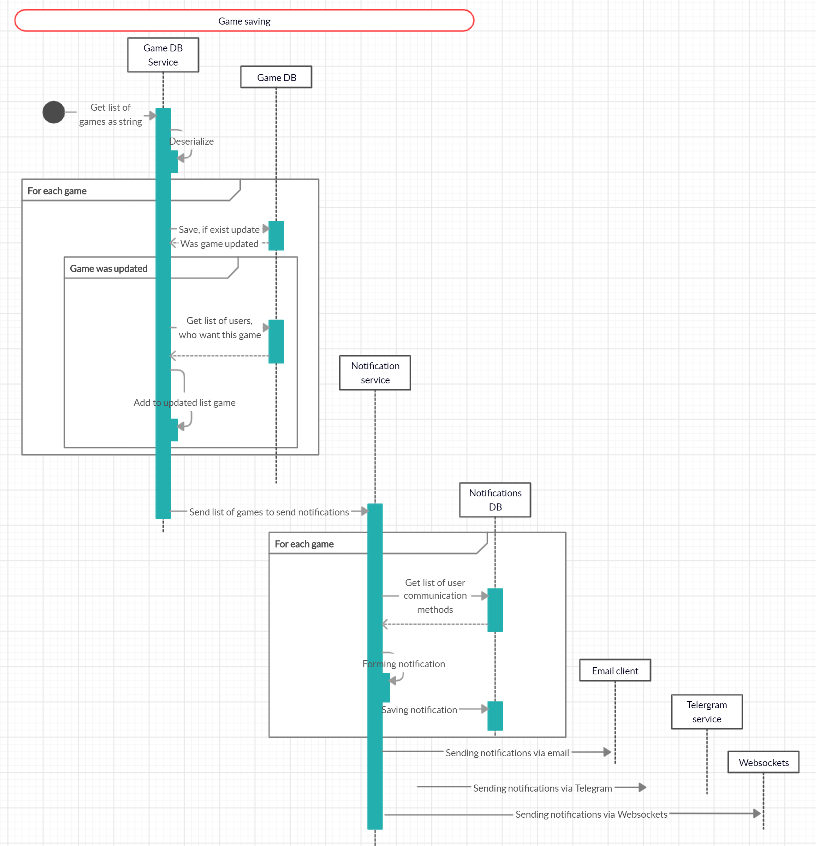 Game saving
Game DB
Service
Game DB
Get list of
games as string
Deserialize
For each game
Save, if exist update
Was game updated
Game was updated
Get list of users,
who want this game
Notification
service
Add to updated list game
Notifications
DB
Send list of games to send notifications
For each game
Get list of user
communication
methods
Forming notification
Email client
Telergram
service
Saving notification
Sending notifications via email
Websockets
Sending notifications via Telegram
Sending notifications via Websockets